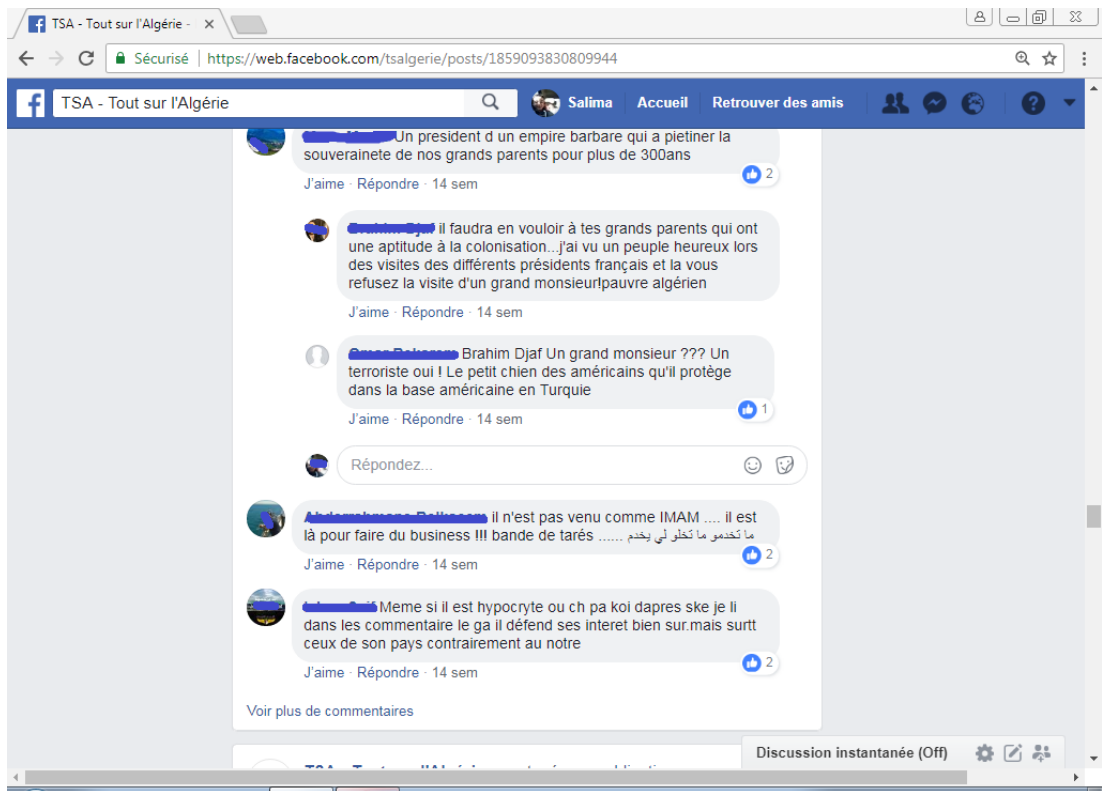 TSA - Tout sur l'Algérie -
Sécurisé | https://web.facebook.com/tsalgerie/posts/1859093830809944
TSA - Tout sur l'Algérie
Salima
Accueil
Retrouver des amis
Un president d un empire barbare qui a pietiner la
souverainete de nos grands parents pour plus de 300ans
2
J'aime · Répondre · 14 sem
il faudra en vouloir à tes grands parents qui ont
une aptitude à la colonisation...j'ai vu un peuple heureux lors
des visites des différents présidents français et la vous
refusez la visite d'un grand monsieur!pauvre algérien
J'aime · Répondre · 14 sem
Brahim Djaf Un grand monsieur ??? Un
terroriste oui ! Le petit chien des américains qu'il protège
dans la base américaine en Turquie
1
J'aime · Répondre · 14 sem
Répondez...
il n'est pas venu comme IMAM .... il est
là pour faire du business !!! bande de tarés ...... ما تخدمو ما تخلو لي يخدم
2
J'aime · Répondre · 14 sem
Meme si il est hypocryte ou ch pa koi dapres ske je li
dans les commentaire le ga il défend ses interet bien sur.mais surtt
ceux de son pays contrairement au notre
2
J'aime · Répondre · 14 sem
Voir plus de commentaires
Discussion instantanée (Off)